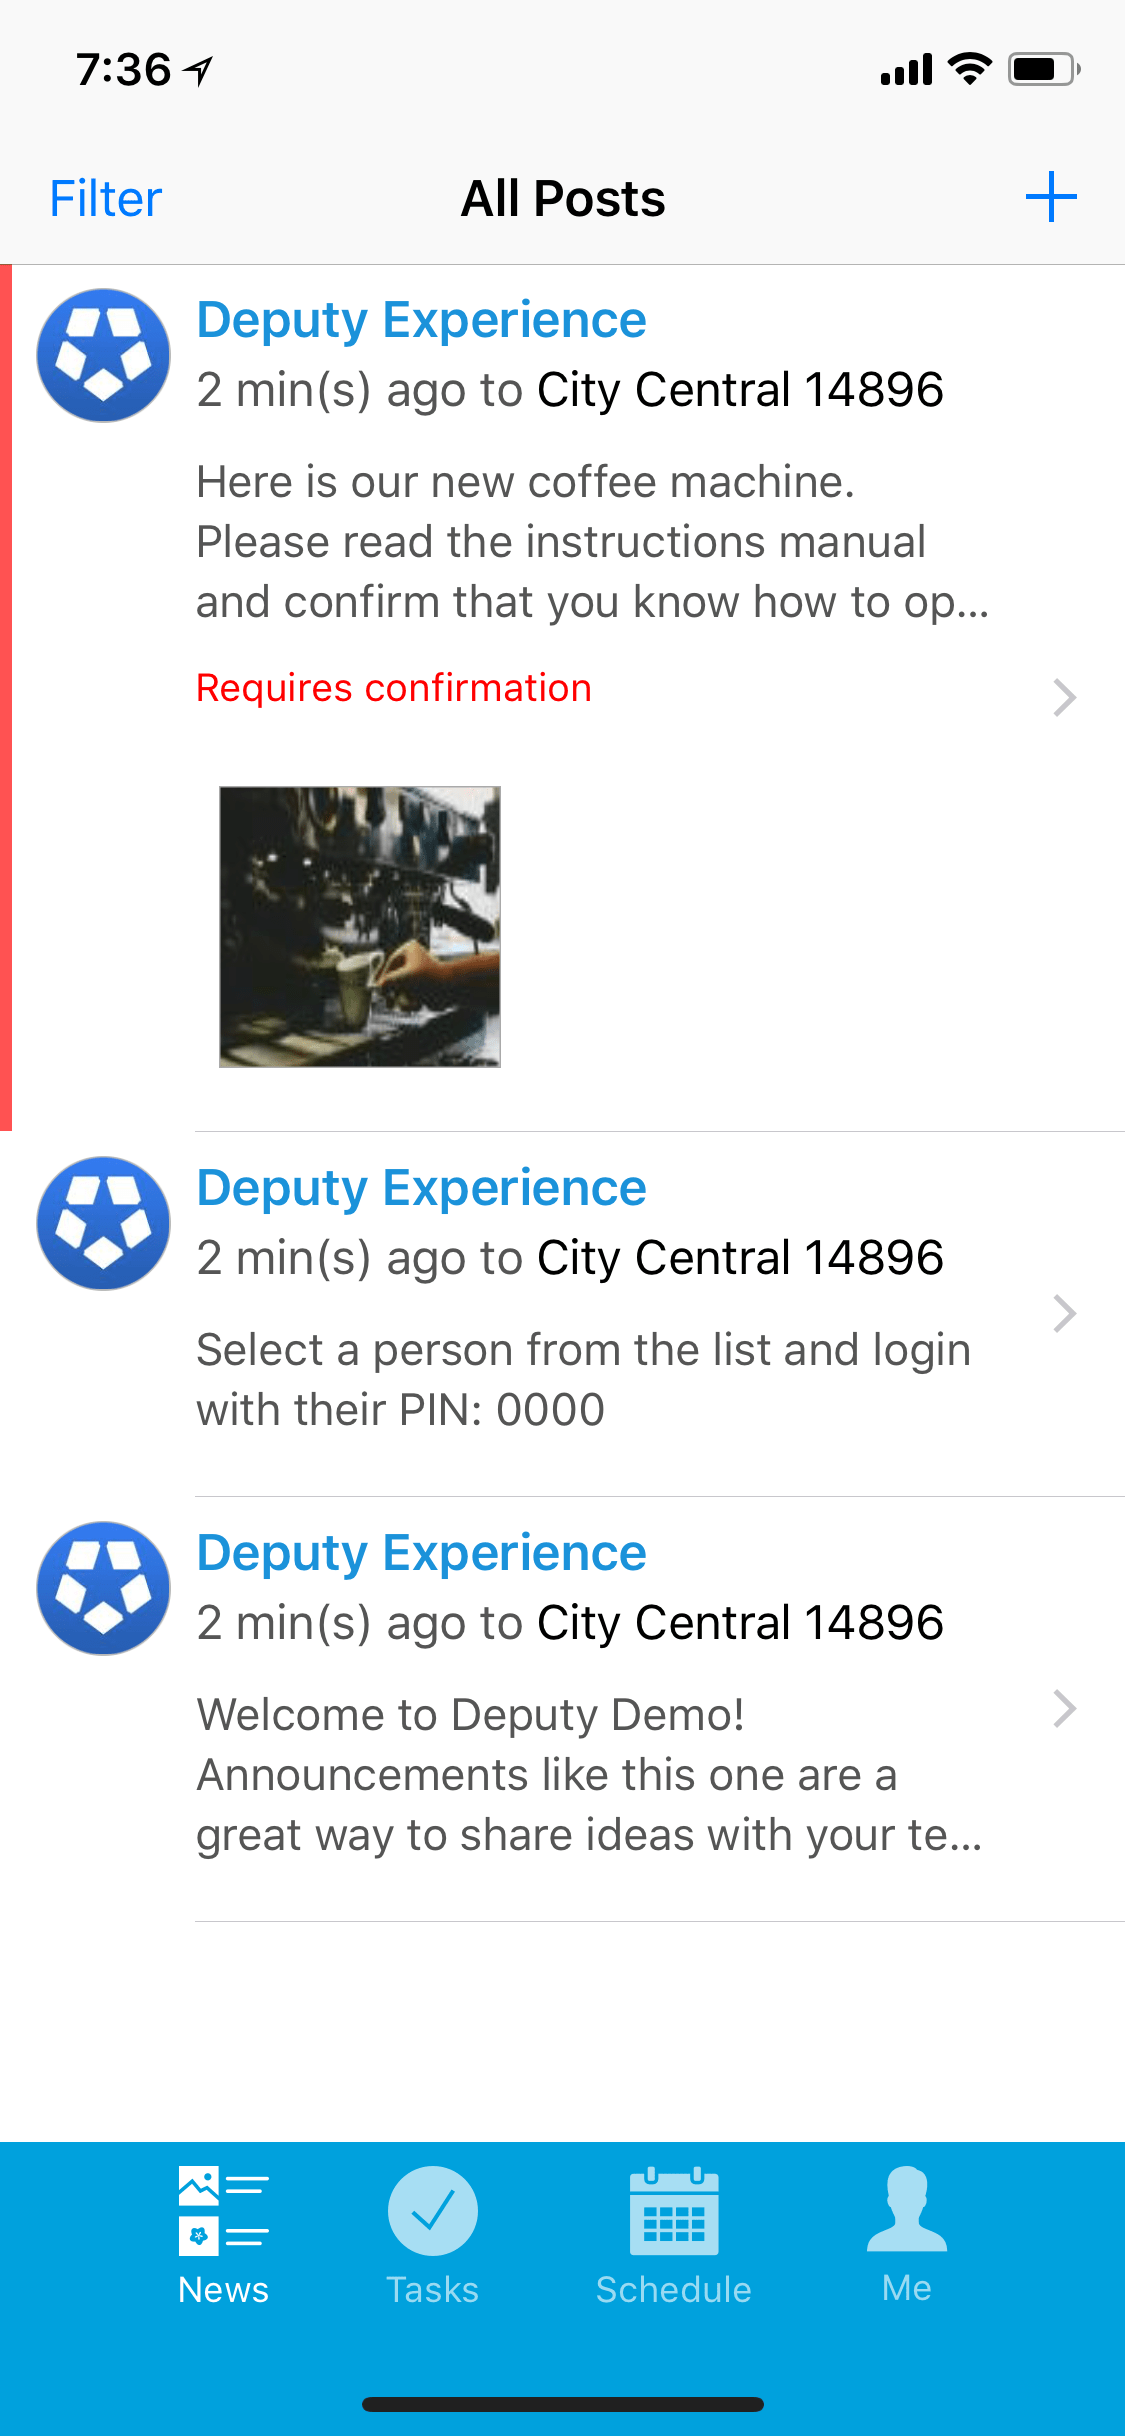 7:36
Filter
All Posts
Deputy Experience
2 min(s) ago to City Central 14896
Here is our new coffee machine.
Please read the instructions manual
and confirm that you know how to op...
Requires confirmation
Deputy Experience
2 min(s) ago to City Central 14896
Select a person from the list and login
with their PIN: 0000
Deputy Experience
2 min(s) ago to City Central 14896
Welcome to Deputy Demo!
Announcements like this one are a
great way to share ideas with your te...
News
Tasks
Schedule
Me